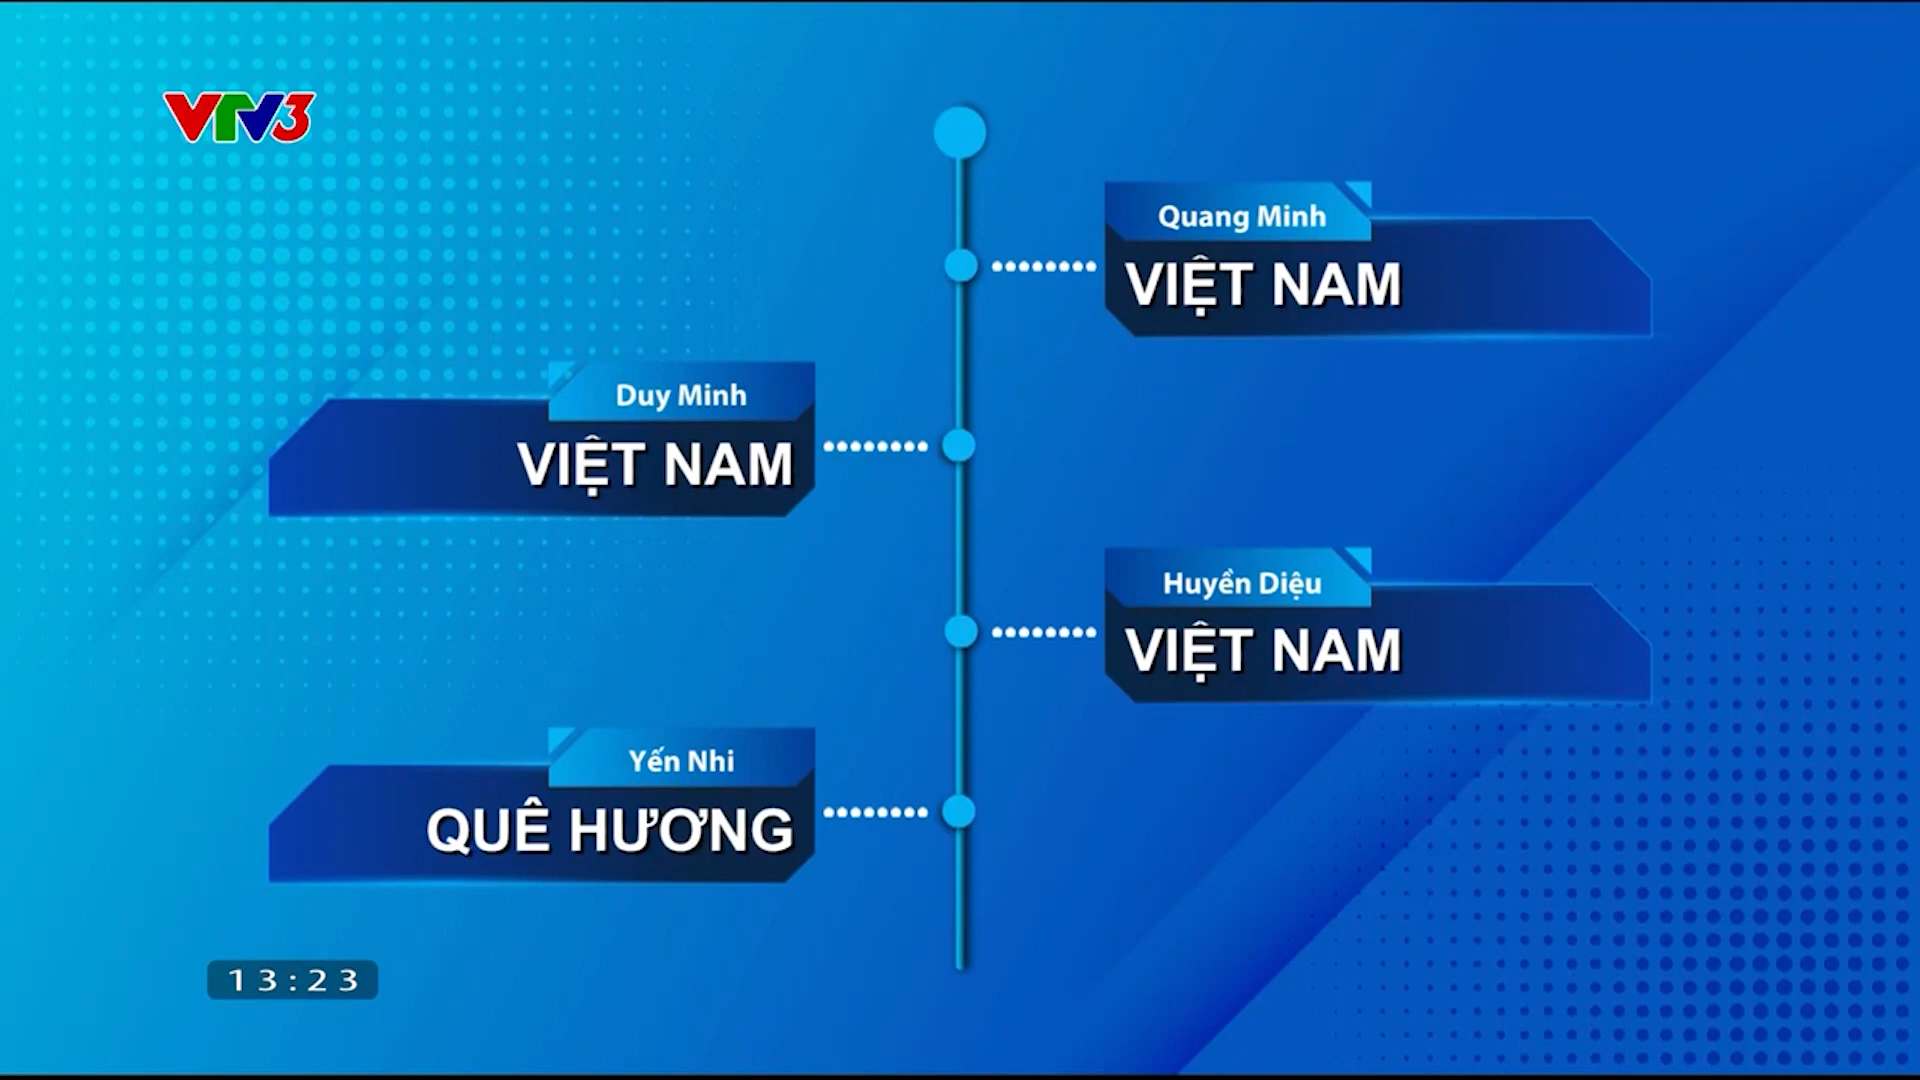 VTV3
Quang Minh
VIỆT NAM
Duy Minh
VIỆT NAM
Huyền Diệu
VIỆT NAM
Yến Nhi
QUÊ HƯƠNG
13:23